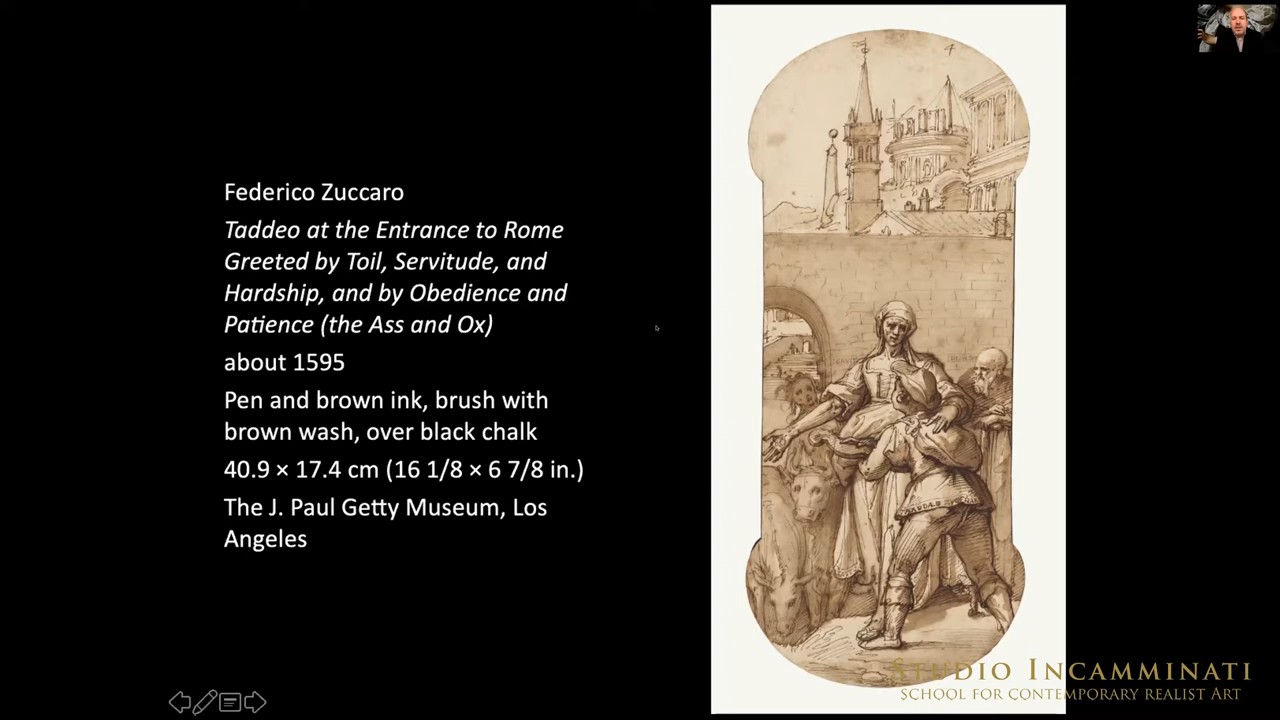 Federico Zuccaro
Taddeo at the Entrance to Rome
Greeted by Toil, Servitude, and
Hardship, and by Obedience and
Patience (the Ass and Ox)
about 1595
Pen and brown ink, brush with
brown wash, over black chalk
40.9 × 17.4 cm (16 1/8 × 6 7/8 in.)
The J. Paul Getty Museum, Los
Angeles
4
STUDIO INCAMMINATI
SCHOOL FOR CONTEMPORARY REALIST ART